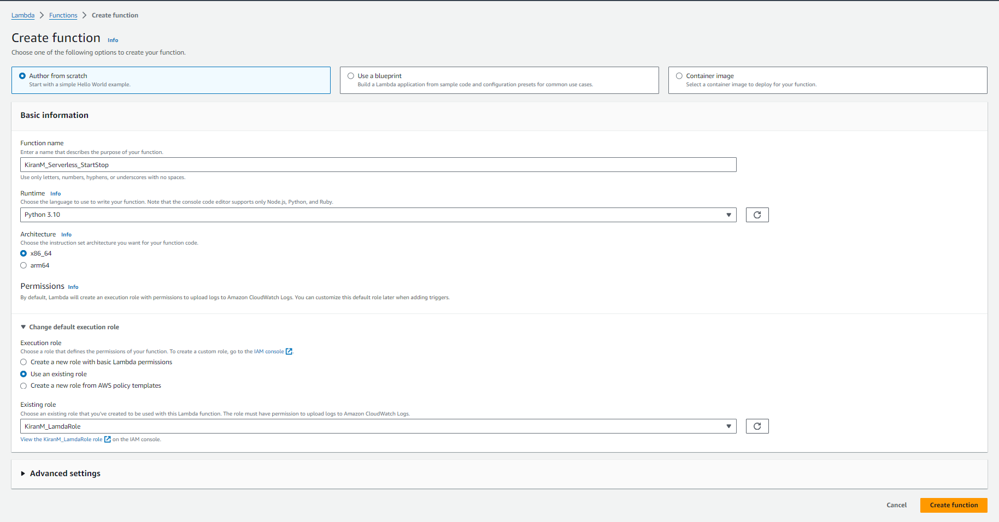 Lambda > Functions > Create function
Create function Info
Choose one of the following options to create your function.
Author from scratch
Start with a simple Hello World example.
Use a blueprint
Build a Lambda application from sample code and configuration presets for common use cases.
Container image
Select a container image to deploy for your function.
Basic information
Function name
Enter a name that describes the purpose of your function.
KiranM_Serverless_StartStop
Use only letters, numbers, hyphens, or underscores with no spaces.
Runtime Info
Choose the language to use to write your function. Note that the console code editor supports only Node.js, Python, and Ruby.
Python 3.10
Architecture Info
Choose the instruction set architecture you want for your function code.
x86_64
arm64
Permissions Info
By default, Lambda will create an execution role with permissions to upload logs to Amazon CloudWatch Logs. You can customize this default role later when adding triggers.
Change default execution role
Execution role
Choose a role that defines the permissions of your function. To create a custom role, go to the IAM console.
Create a new role with basic Lambda permissions
Use an existing role
Create a new role from AWS policy templates
Existing role
Choose an existing role that you've created to be used with this Lambda function. The role must have permission to upload logs to Amazon CloudWatch Logs.
KiranM_LamdaRole
View the KiranM_LamdaRole role on the IAM console.
Advanced settings
Cancel
Create function